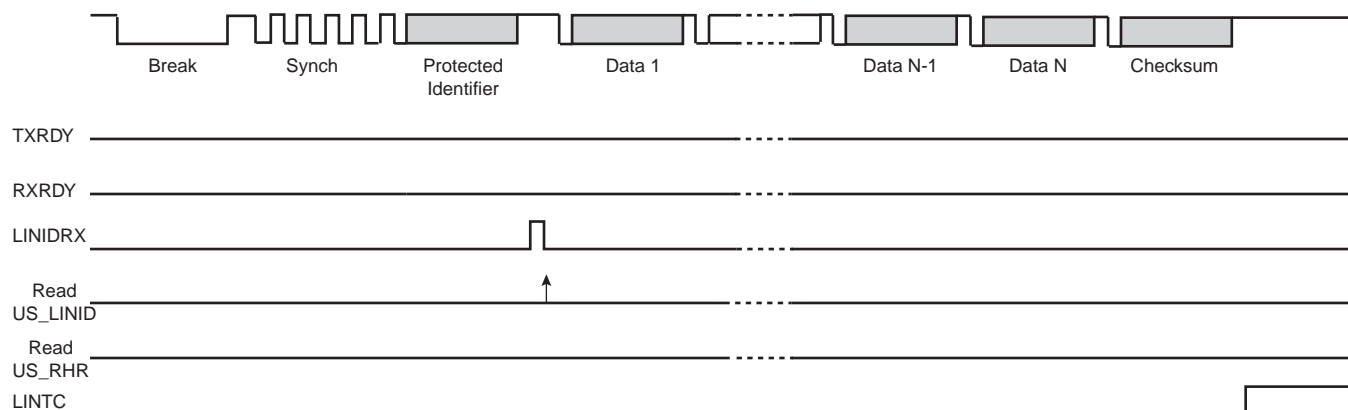 Break
Synch
Protected
Identifier
Data 1
Data N-1
Data N
Checksum
TXRDY
RXRDY
LINIDRX
Read
US_LINID
Read
US_RHR
LINTC